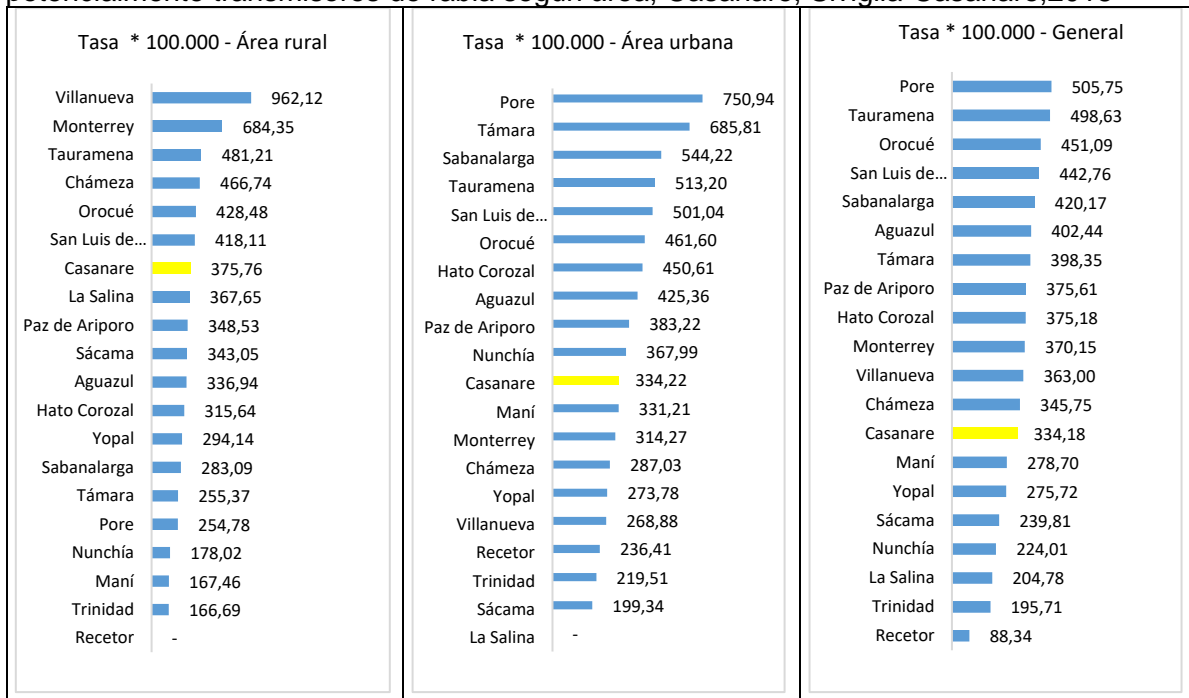 potencialmente transmisores de rabia según área, Casanare, Sivigila Casanare,2018
Tasa * 100.000 - Área rural
Villanueva 962,12
Monterrey 684,35
Tauramena 481,21
Chámeza 466,74
Orocué 428,48
San Luis de... 418,11
Casanare 375,76
La Salina 367,65
Paz de Ariporo 348,53
Sácama 343,05
Aguazul 336,94
Hato Corozal 315,64
Yopal 294,14
Sabanalarga 283,09
Támara 255,37
Pore 254,78
Nunchía 178,02
Maní 167,46
Trinidad 166,69
Recetor -
Tasa * 100.000 - Área urbana
Pore 750,94
Támara 685,81
Sabanalarga 544,22
Tauramena 513,20
San Luis de... 501,04
Orocué 461,60
Hato Corozal 450,61
Aguazul 425,36
Paz de Ariporo 383,22
Nunchía 367,99
Casanare 334,22
Maní 331,21
Monterrey 314,27
Chámeza 287,03
Yopal 273,78
Villanueva 268,88
Recetor 236,41
Trinidad 219,51
Sácama 199,34
La Salina -
Tasa * 100.000 - General
Pore 505,75
Tauramena 498,63
Orocué 451,09
San Luis de... 442,76
Sabanalarga 420,17
Aguazul 402,44
Támara 398,35
Paz de Ariporo 375,61
Hato Corozal 375,18
Monterrey 370,15
Villanueva 363,00
Chámeza 345,75
Casanare 334,18
Maní 278,70
Yopal 275,72
Sácama 239,81
Nunchía 224,01
La Salina 204,78
Trinidad 195,71
Recetor 88,34